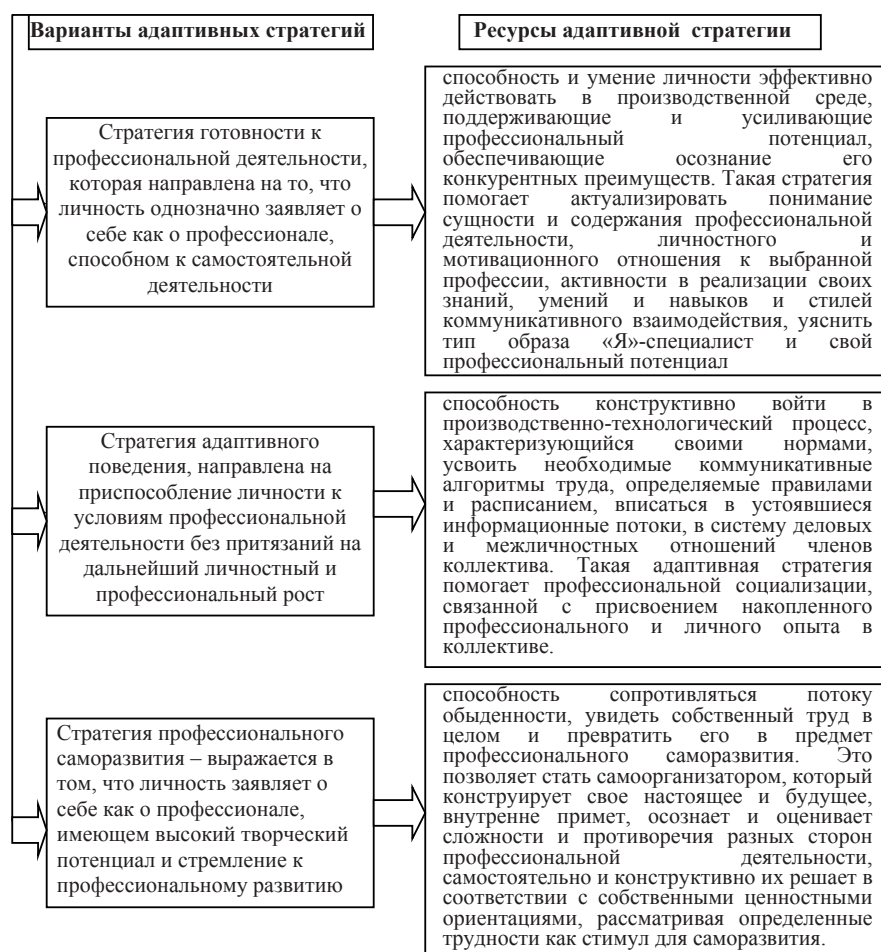 Варианты адаптивных стратегий
Ресурсы адаптивной стратегии
Стратегия готовности к
профессиональной деятельности,
которая направлена на то, что
личность однозначно заявляет о
себе как о профессионале,
способном к самостоятельной
деятельности
способность и умение личности эффективно
действовать в производственной среде,
поддерживающие и усиливающие
профессиональный потенциал,
обеспечивающие осознание его
конкурентных преимуществ. Такая стратегия
помогает актуализировать понимание
сущности и содержания профессиональной
деятельности, личностного и
мотивационного отношения к выбранной
профессии, активности в реализации своих
знаний, умений и навыков и стилей
коммуникативного взаимодействия, уяснить
тип образа «Я»-специалист и свой
профессиональный потенциал
Стратегия адаптивного
поведения, направлена на
приспособление личности к
условиям профессиональной
деятельности без притязаний на
дальнейший личностный и
профессиональный рост
способность конструктивно войти в
производственно-технологический процесс,
характеризующийся своими нормами,
усвоить необходимые коммуникативные
алгоритмы труда, определяемые правилами
и расписанием, вписаться в устоявшиеся
информационные потоки, в систему деловых
и межличностных отношений членов
коллектива. Такая адаптивная стратегия
помогает профессиональной социализации,
связанной с присвоением накопленного
профессионального и личного опыта в
коллективе.
Стратегия профессионального
саморазвития – выражается в
том, что личность заявляет о
себе как о профессионале,
имеющем высокий творческий
потенциал и стремление к
профессиональному развитию
способность сопротивляться потоку
обыденности, увидеть собственный труд в
целом и превратить его в предмет
профессионального саморазвития. Это
позволяет стать самоорганизатором, который
конструирует свое настоящее и будущее,
внутренне примет, осознает и оценивает
сложности и противоречия разных сторон
профессиональной деятельности,
самостоятельно и конструктивно их решает в
соответствии с собственными ценностными
ориентациями, рассматривая определенные
трудности как стимул для саморазвития.